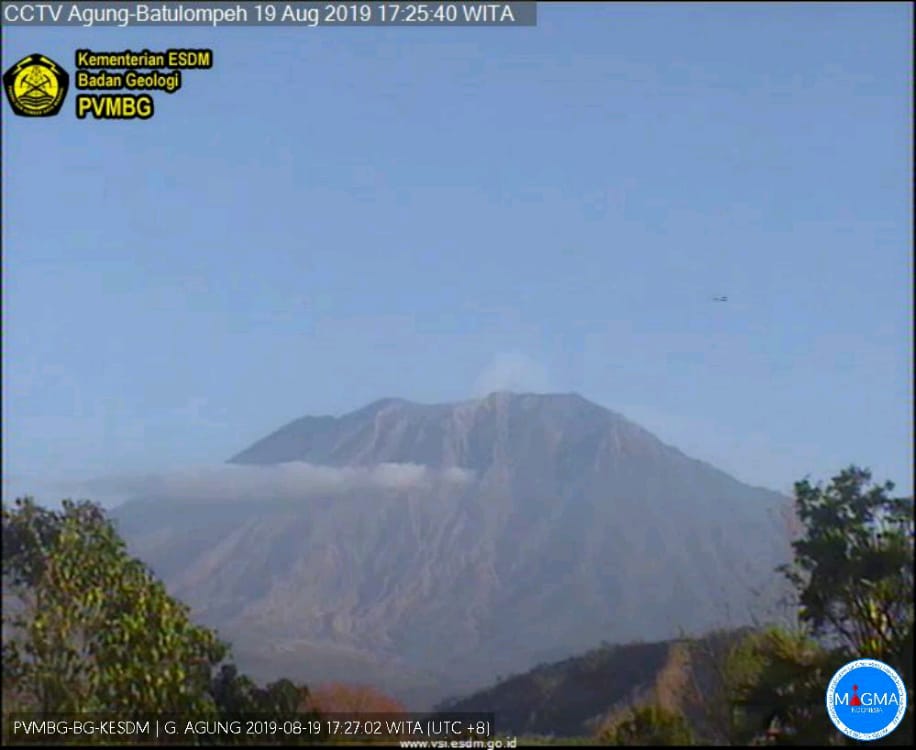 CCTV Agung-Batulompeh 19 Aug 2019 17:25:40 WITA
Kementerian ESDM
Badan Geologi
PVMBG
MAGMA
INDONESIA
PVMBG-BG-KESDM | G. AGUNG 2019-08-19 17:27:02 WITA (UTC +8)
www.vsi.esdm.go.id